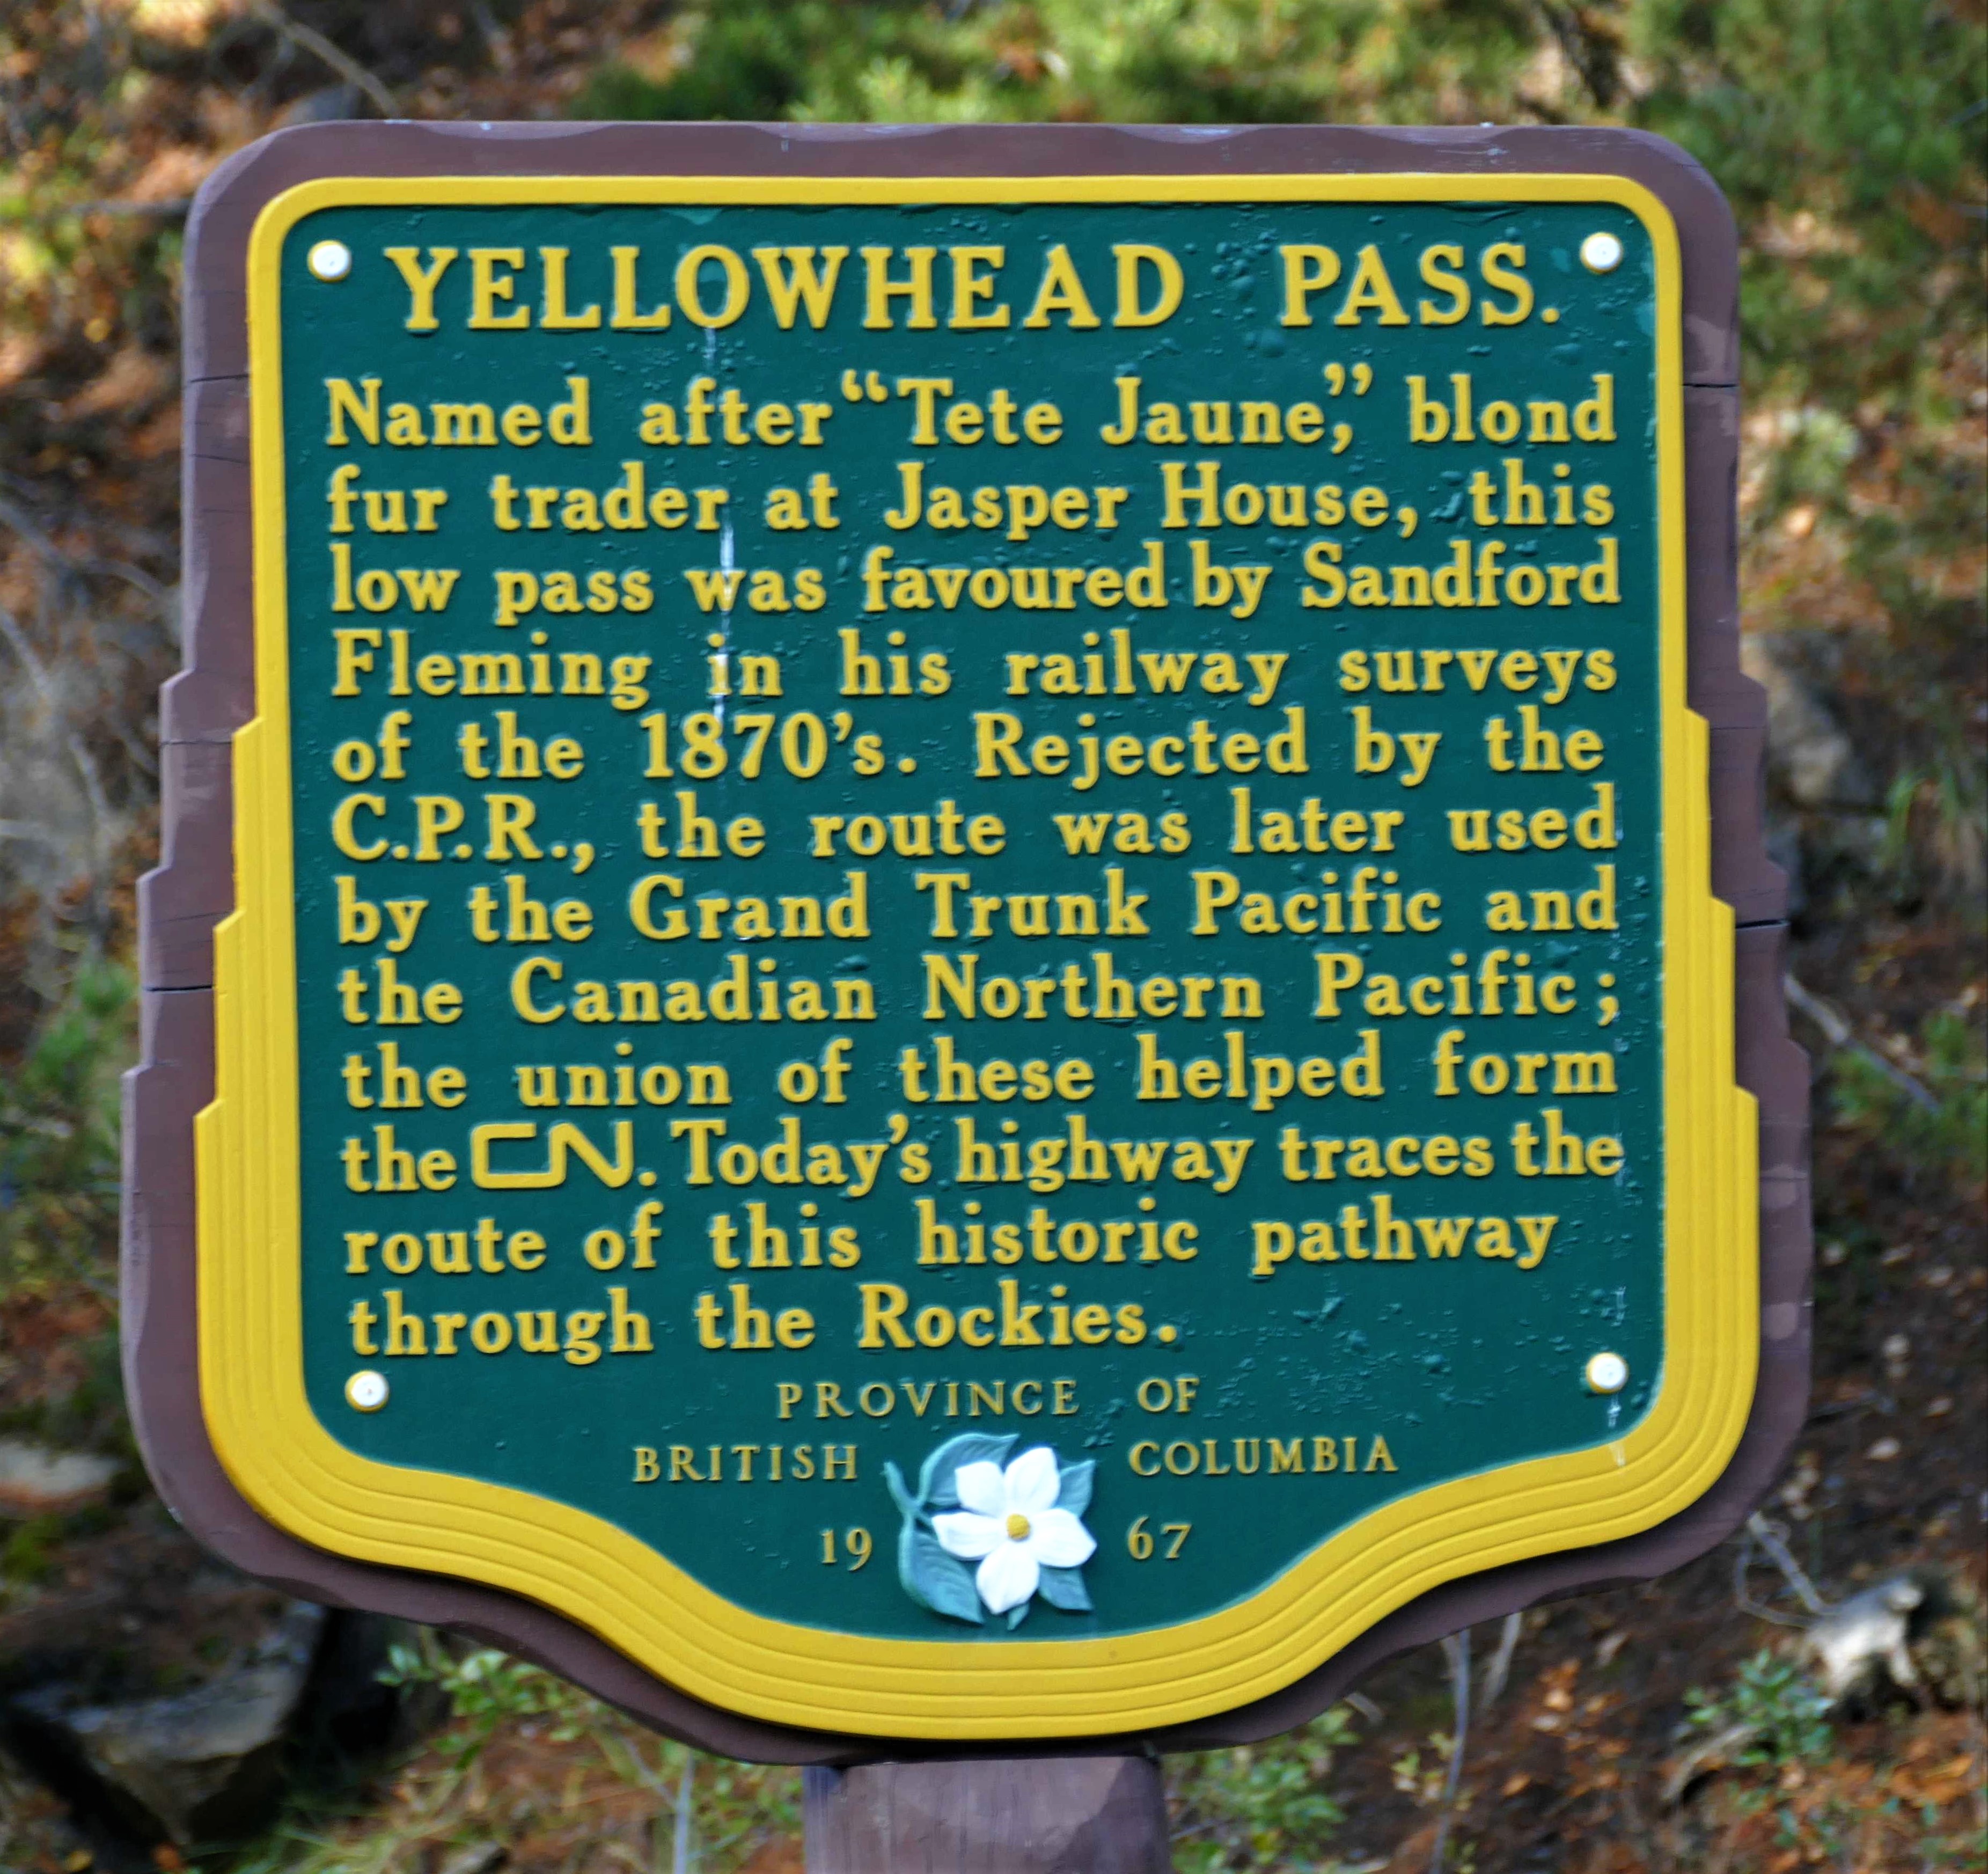 YELLOWHEAD PASS.
Named after "Tete Jaune," blond
fur trader at Jasper House, this
low pass was favoured by Sandford
Fleming in his railway surveys
of the 1870's. Rejected by the
C.P.R., the route was later used
by the Grand Trunk Pacific and
the Canadian Northern Pacific;
the union of these helped form
the CN. Today's highway traces the
route of this historic pathway
through the Rockies.
PROVINCE OF
BRITISH COLUMBIA
19 67